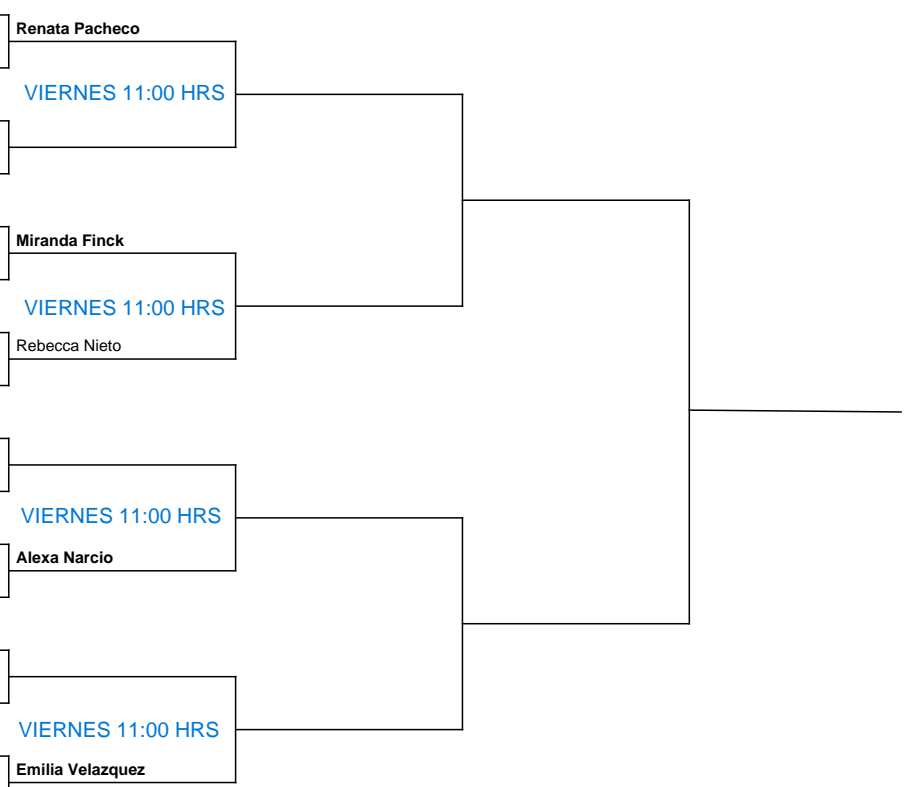 Renata Pacheco
VIERNES 11:00 HRS
Miranda Finck
VIERNES 11:00 HRS
Rebecca Nieto
VIERNES 11:00 HRS
Alexa Narcio
VIERNES 11:00 HRS
Emilia Velazquez